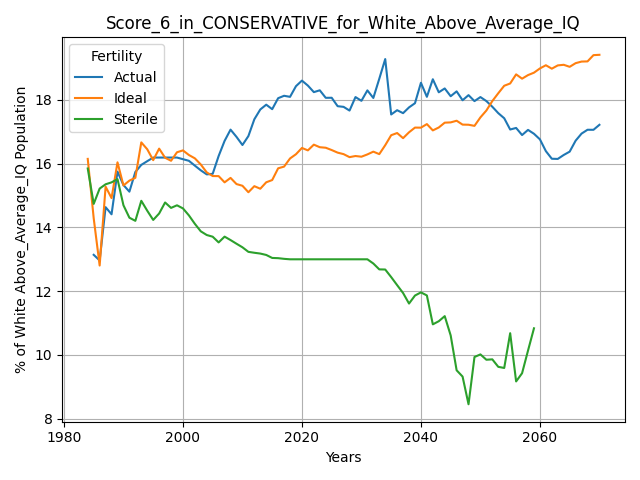 Score_6_in_CONSERVATIVE_for_White_Above_Average_IQ
Fertility
Actual
Ideal
Sterile
% of White Above_Average_IQ Population
18
16
14
12
10
8
1980
2000
2020
2040
2060
Years